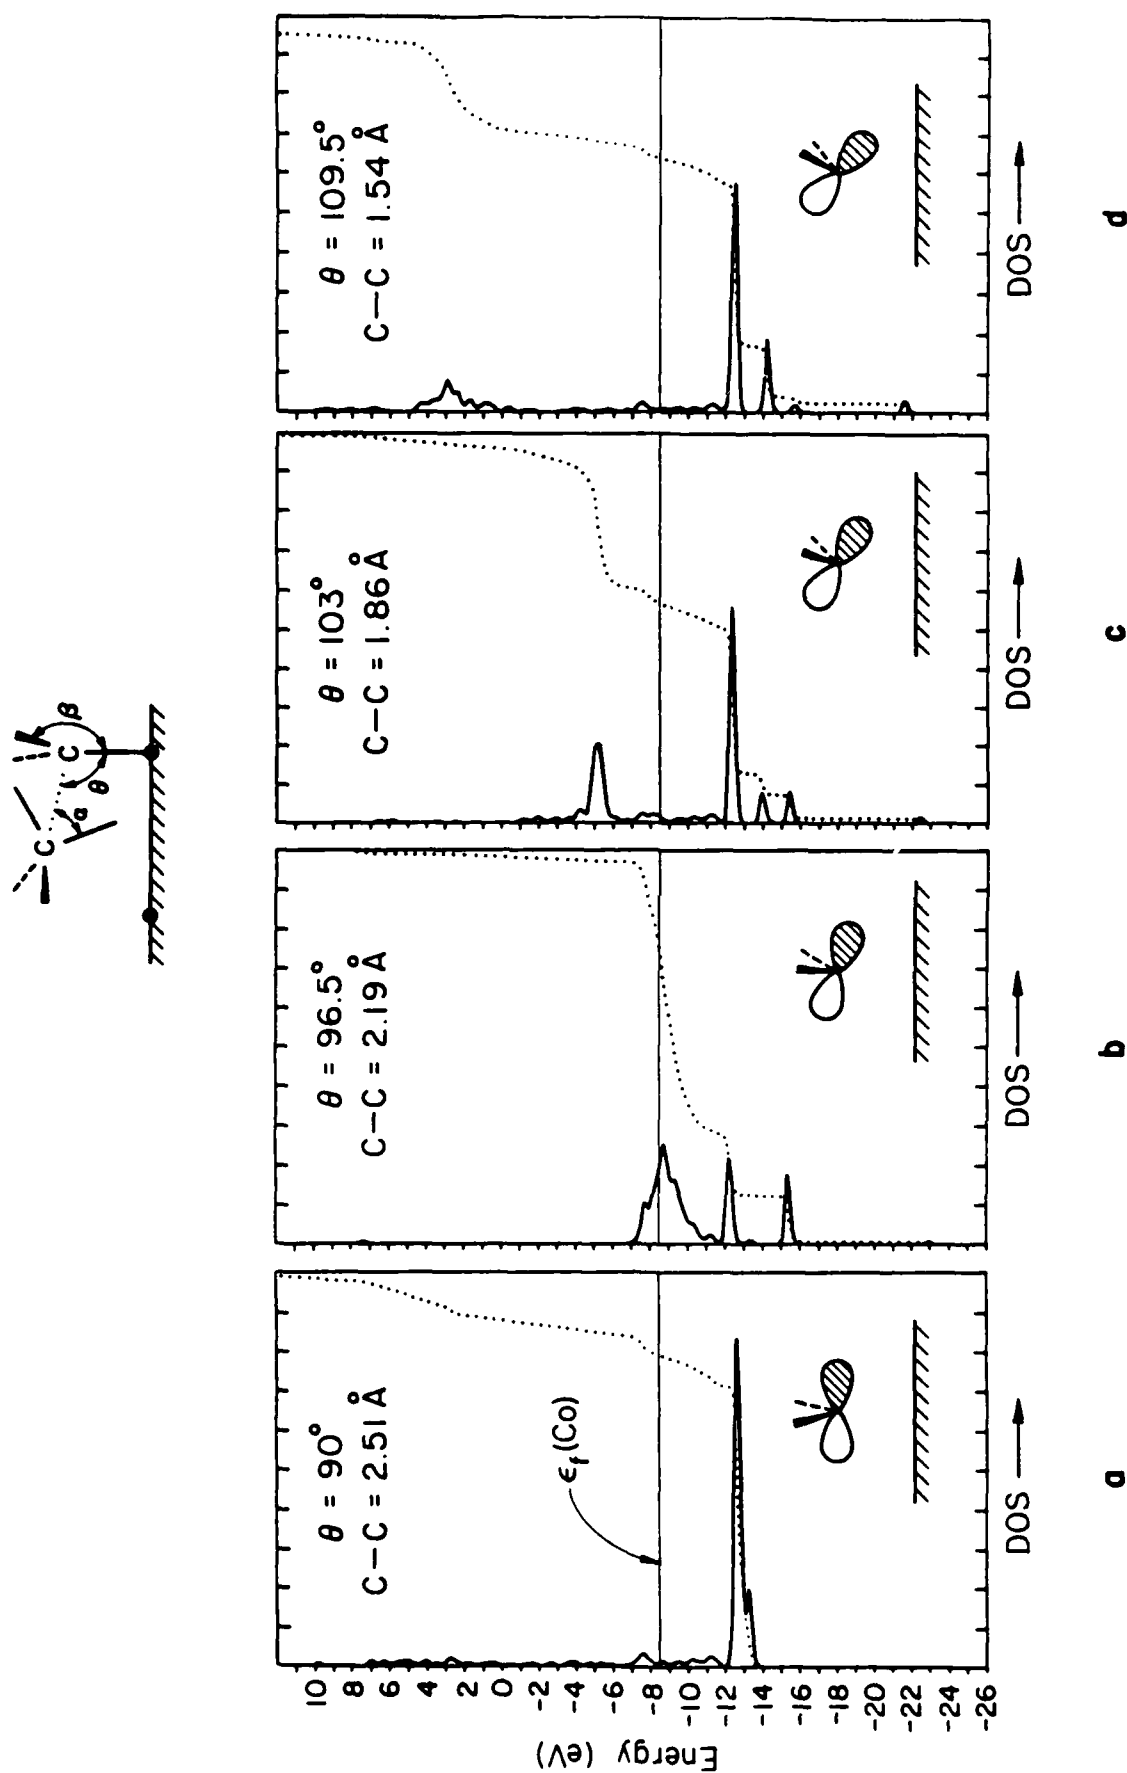 C
C
α
θ
β
θ = 90°
C–C = 2.51 Å
ϵf(Co)
θ = 96.5°
C–C = 2.19 Å
θ = 103°
C–C = 1.86 Å
θ = 109.5°
C–C = 1.54 Å
Energy (eV)
10
8
6
4
2
0
-2
-4
-6
-8
-10
-12
-14
-16
-18
-20
-22
-24
-26
DOS →
DOS →
DOS →
DOS →
a
b
c
d